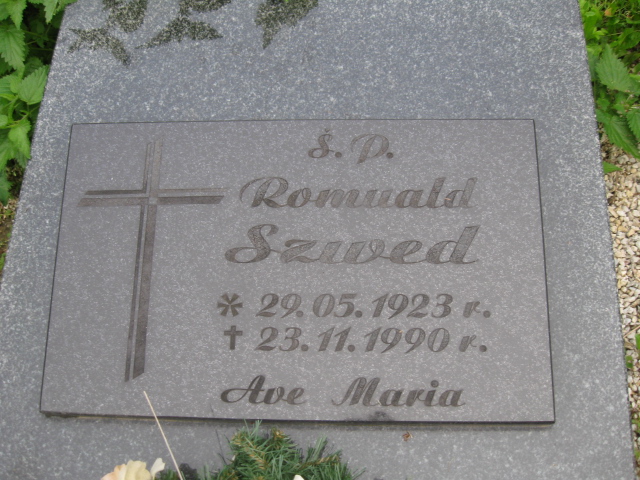 Ś. P.
Romuald
Szwed
* 29.05.1923 r.
† 23.11.1990 r.
Ave Maria